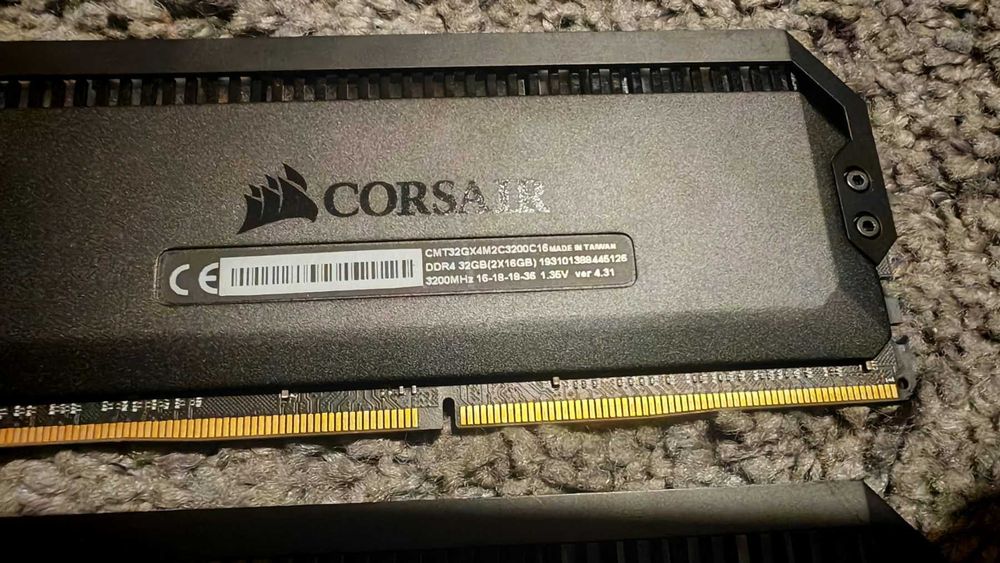 CORSAIR
CE
CMT32GX4M2C3200C16 MADE IN TAIWAN
DDR4 32GB(2X16GB) 193101388445126
3200MHz 16-18-18-36 1.35V ver 4.31